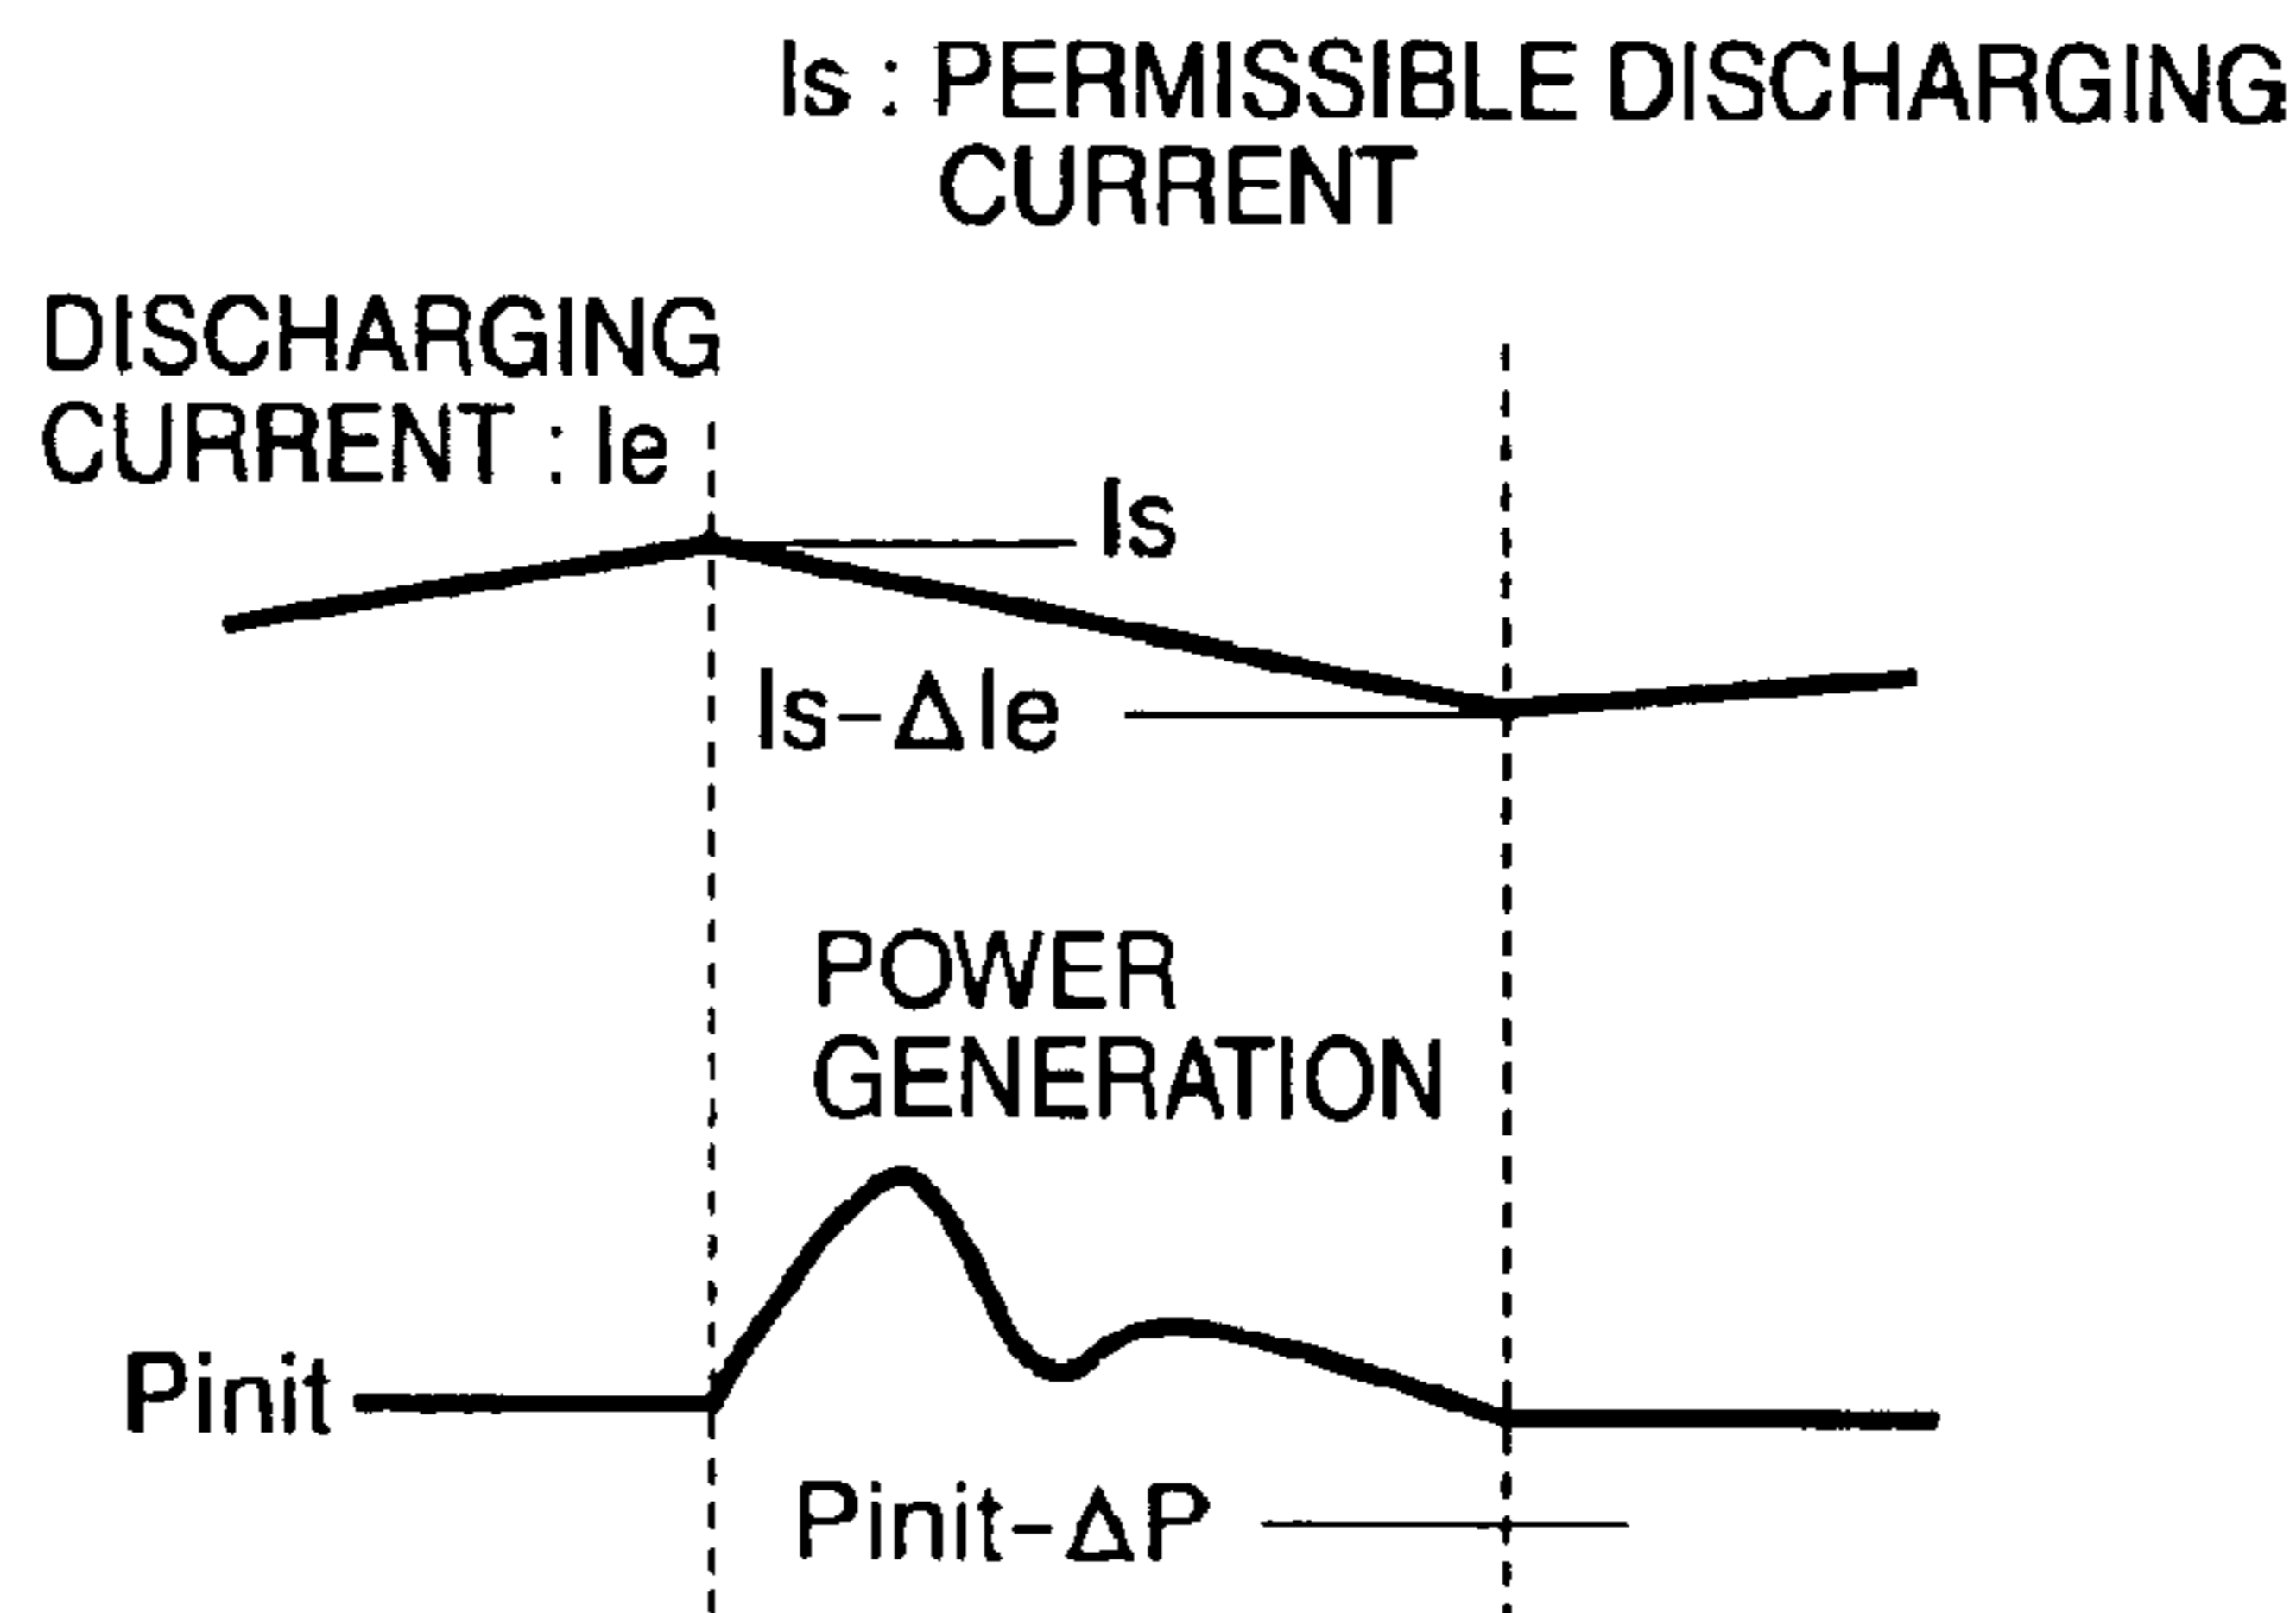 Is : PERMISSIBLE DISCHARGING
CURRENT
DISCHARGING
CURRENT : Ie
Is
Is-ΔIe
POWER
GENERATION
Pinit
Pinit-ΔP